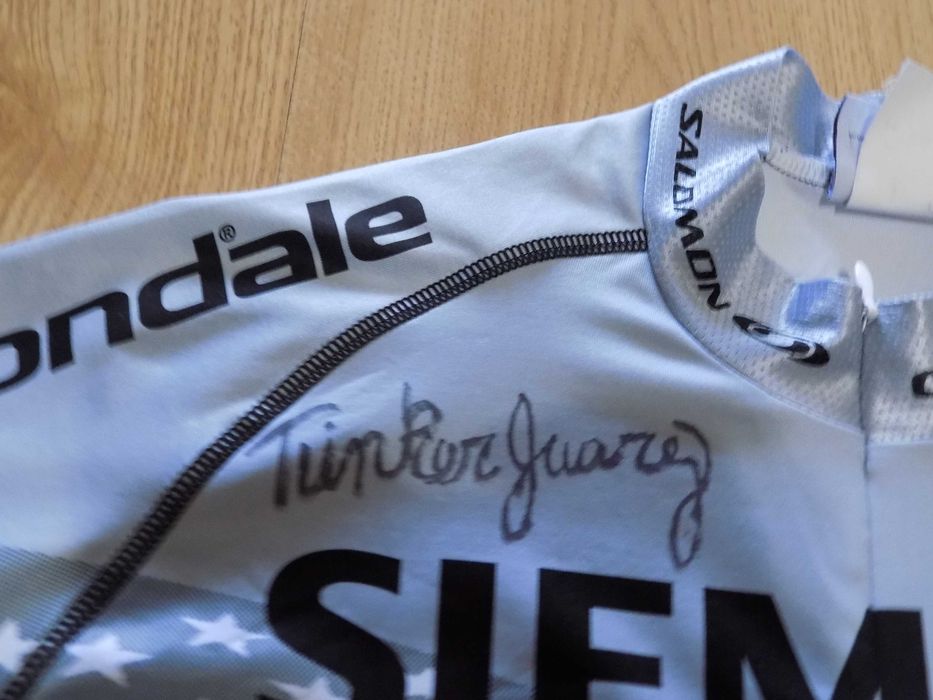 ondale®
SALOMON
Tinker Juarez
SIEM